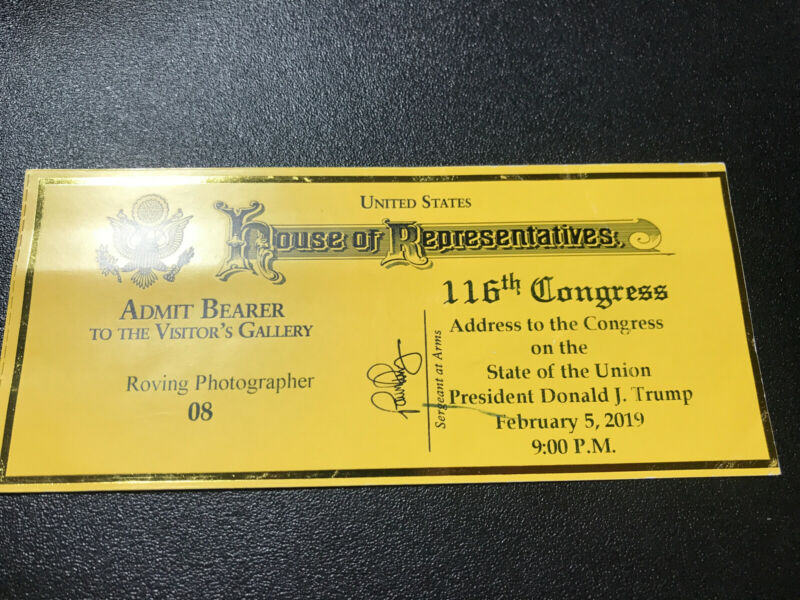 UNITED STATES
House of Representatives.
ADMIT BEARER
TO THE VISITOR'S GALLERY
Roving Photographer
08
Sergeant at Arms
116th Congress
Address to the Congress
on the
State of the Union
President Donald J. Trump
February 5, 2019
9:00 P.M.